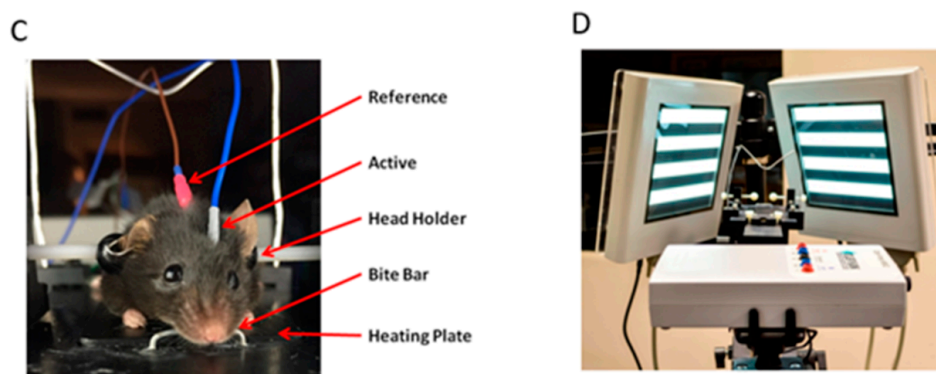 C
D
Reference
Active
Head Holder
Bite Bar
Heating Plate